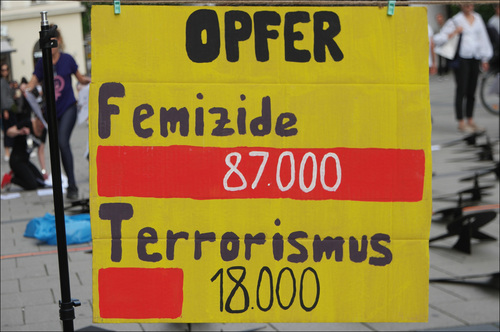 OPFER
Femizide
87.000
Terrorismus
18.000